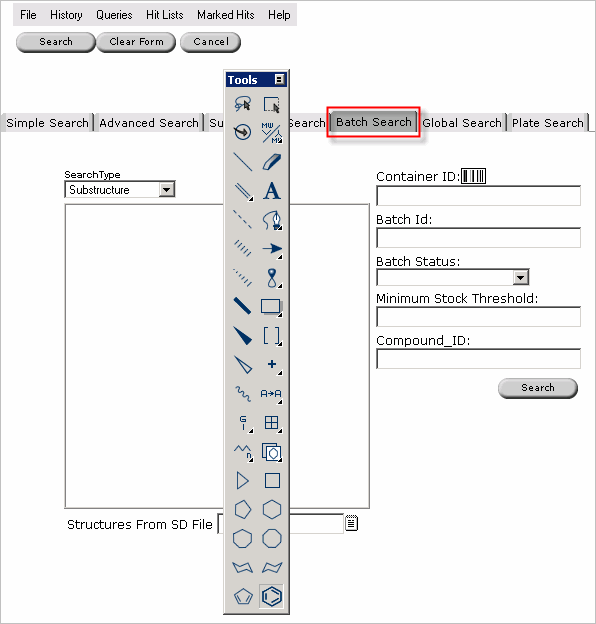 File History Queries Hit Lists Marked Hits Help
Search Clear Form Cancel
Tools
Simple Search Advanced Search Su Search Batch Search Global Search Plate Search
SearchType
Substructure
Container ID:
Batch Id:
Batch Status:
Minimum Stock Threshold:
Compound_ID:
Search
MW
A
A A
n
Structures From SD File